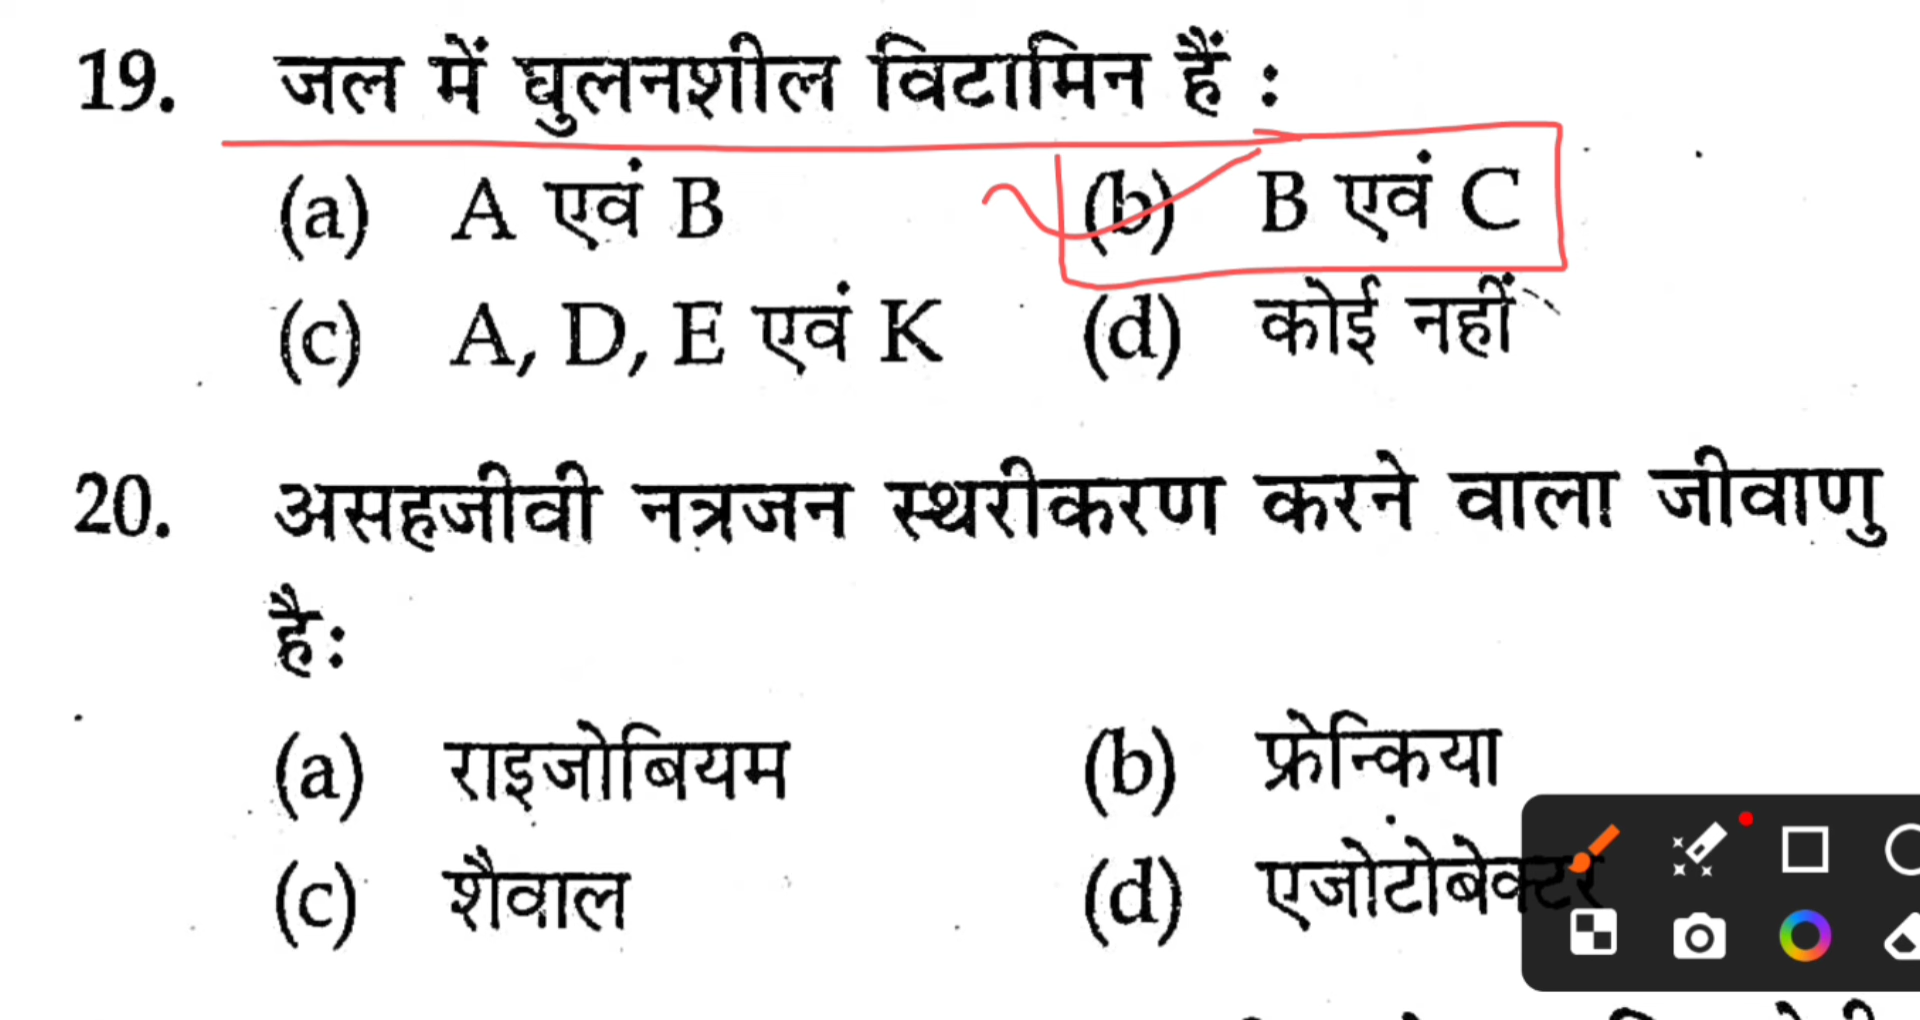 19. जल में घुलनशील विटामिन हैं :
(a) A एवं B (b) B एवं C
(c) A, D, E एवं K (d) कोई नहीं
20. असहजीवी नत्रजन स्थरीकरण करने वाला जीवाणु
है:
(a) राइजोबियम (b) फ्रेन्किया
(c) शैवाल (d) एजोटोबेक्टर